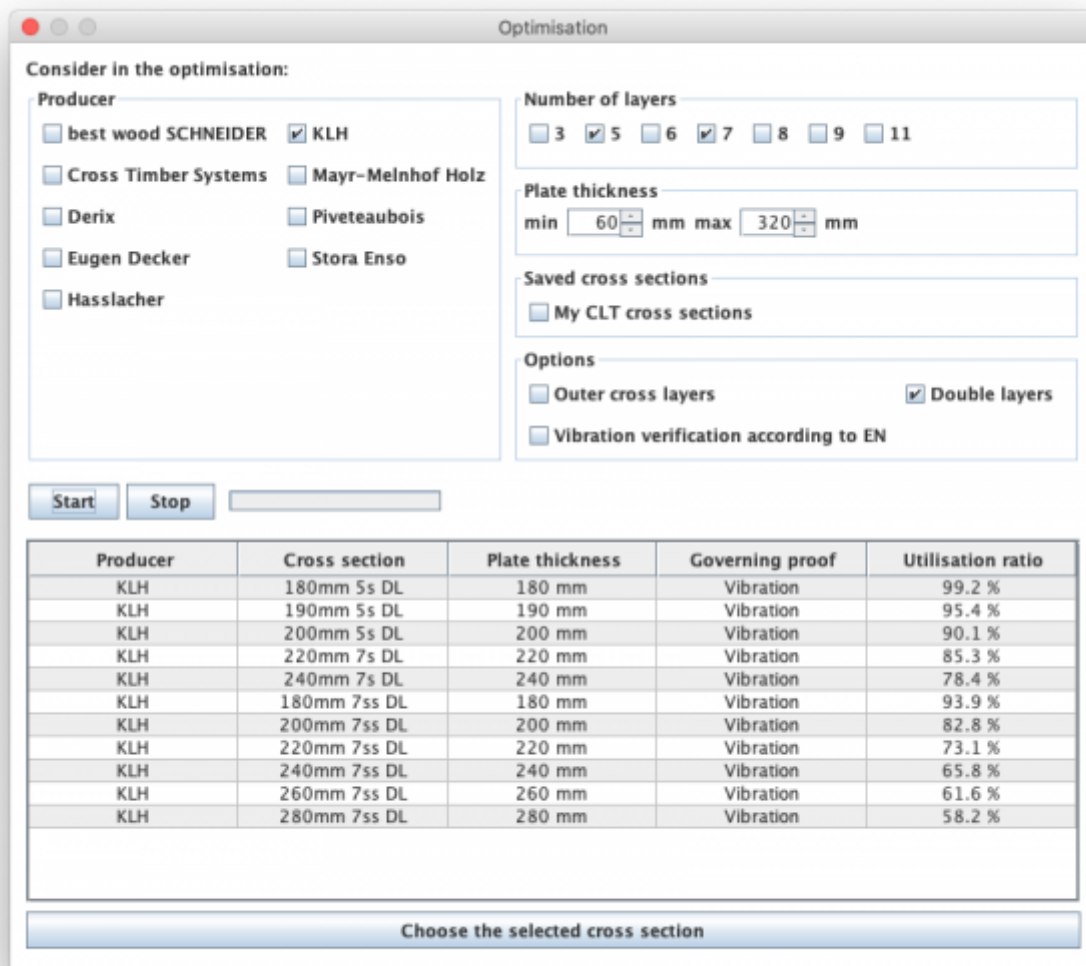 Optimisation
Consider in the optimisation:
Producer
best wood SCHNEIDER KLH
Cross Timber Systems Mayr-Melnhof Holz
Derix Piveteaubois
Eugen Decker Stora Enso
Hasslacher
Number of layers
3 5 6 7 8 9 11
Plate thickness
min 60 mm max 320 mm
Saved cross sections
My CLT cross sections
Options
Outer cross layers Double layers
Vibration verification according to EN
Start Stop
Producer Cross section Plate thickness Governing proof Utilisation ratio
KLH 180mm 5s DL 180 mm Vibration 99.2 %
KLH 190mm 5s DL 190 mm Vibration 95.4 %
KLH 200mm 5s DL 200 mm Vibration 90.1 %
KLH 220mm 7s DL 220 mm Vibration 85.3 %
KLH 240mm 7s DL 240 mm Vibration 78.4 %
KLH 180mm 7ss DL 180 mm Vibration 93.9 %
KLH 200mm 7ss DL 200 mm Vibration 82.8 %
KLH 220mm 7ss DL 220 mm Vibration 73.1 %
KLH 240mm 7ss DL 240 mm Vibration 65.8 %
KLH 260mm 7ss DL 260 mm Vibration 61.6 %
KLH 280mm 7ss DL 280 mm Vibration 58.2 %
Choose the selected cross section